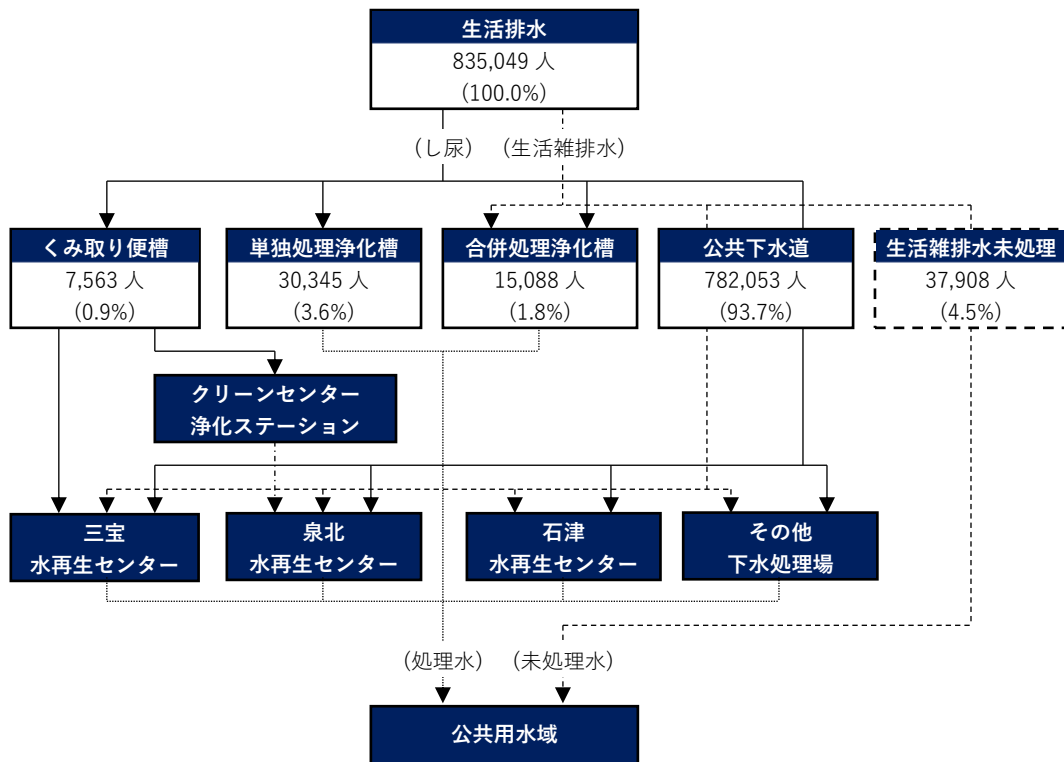 生活排水
835,049 人
(100.0%)
(し尿) (生活雑排水)
くみ取り便槽
7,563 人
(0.9%)
単独処理浄化槽
30,345 人
(3.6%)
合併処理浄化槽
15,088 人
(1.8%)
公共下水道
782,053 人
(93.7%)
生活雑排水未処理
37,908 人
(4.5%)
クリーンセンター
浄化ステーション
三宝
水再生センター
泉北
水再生センター
石津
水再生センター
その他
下水処理場
(処理水) (未処理水)
公共用水域